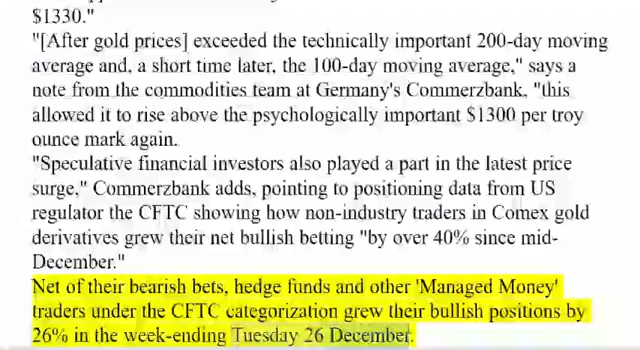 $1330."
"[After gold prices] exceeded the technically important 200-day moving
average and, a short time later, the 100-day moving average," says a
note from the commodities team at Germany's Commerzbank, "this
allowed it to rise above the psychologically important $1300 per troy
ounce mark again.
"Speculative financial investors also played a part in the latest price
surge," Commerzbank adds, pointing to positioning data from US
regulator the CFTC showing how non-industry traders in Comex gold
derivatives grew their net bullish betting "by over 40% since mid-
December."
Net of their bearish bets, hedge funds and other 'Managed Money'
traders under the CFTC categorization grew their bullish positions by
26% in the week-ending Tuesday 26 December.